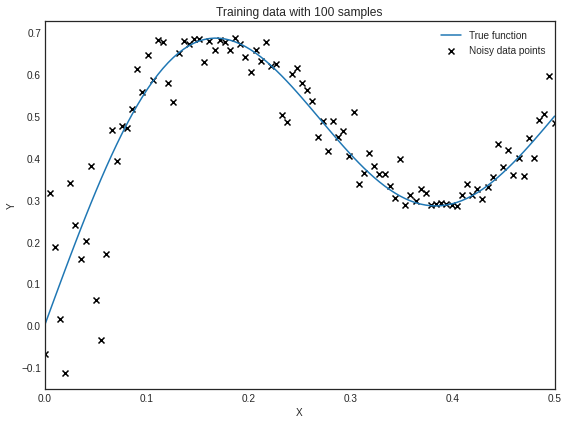 Training data with 100 samples
True function
Noisy data points
Y
0.7
0.6
0.5
0.4
0.3
0.2
0.1
0.0
−0.1
0.0 0.1 0.2 0.3 0.4 0.5
X